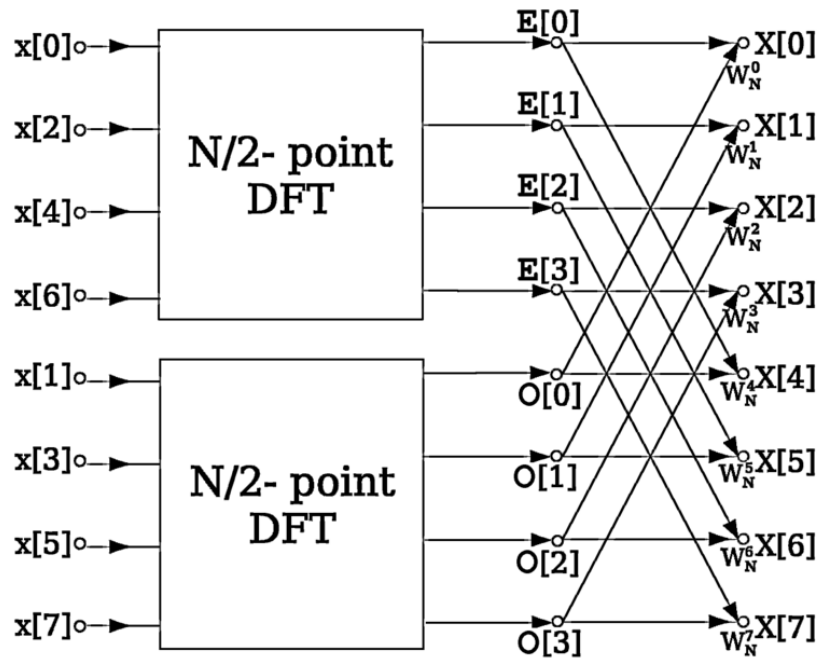 x[0]
x[2]
x[4]
x[6]
N/2- point
DFT
E[0]
E[1]
E[2]
E[3]
X[0]
W_N^0
X[1]
W_N^1
X[2]
W_N^2
X[3]
W_N^3
x[1]
x[3]
x[5]
x[7]
N/2- point
DFT
O[0]
O[1]
O[2]
O[3]
X[4]
W_N^4
X[5]
W_N^5
X[6]
W_N^6
X[7]
W_N^7